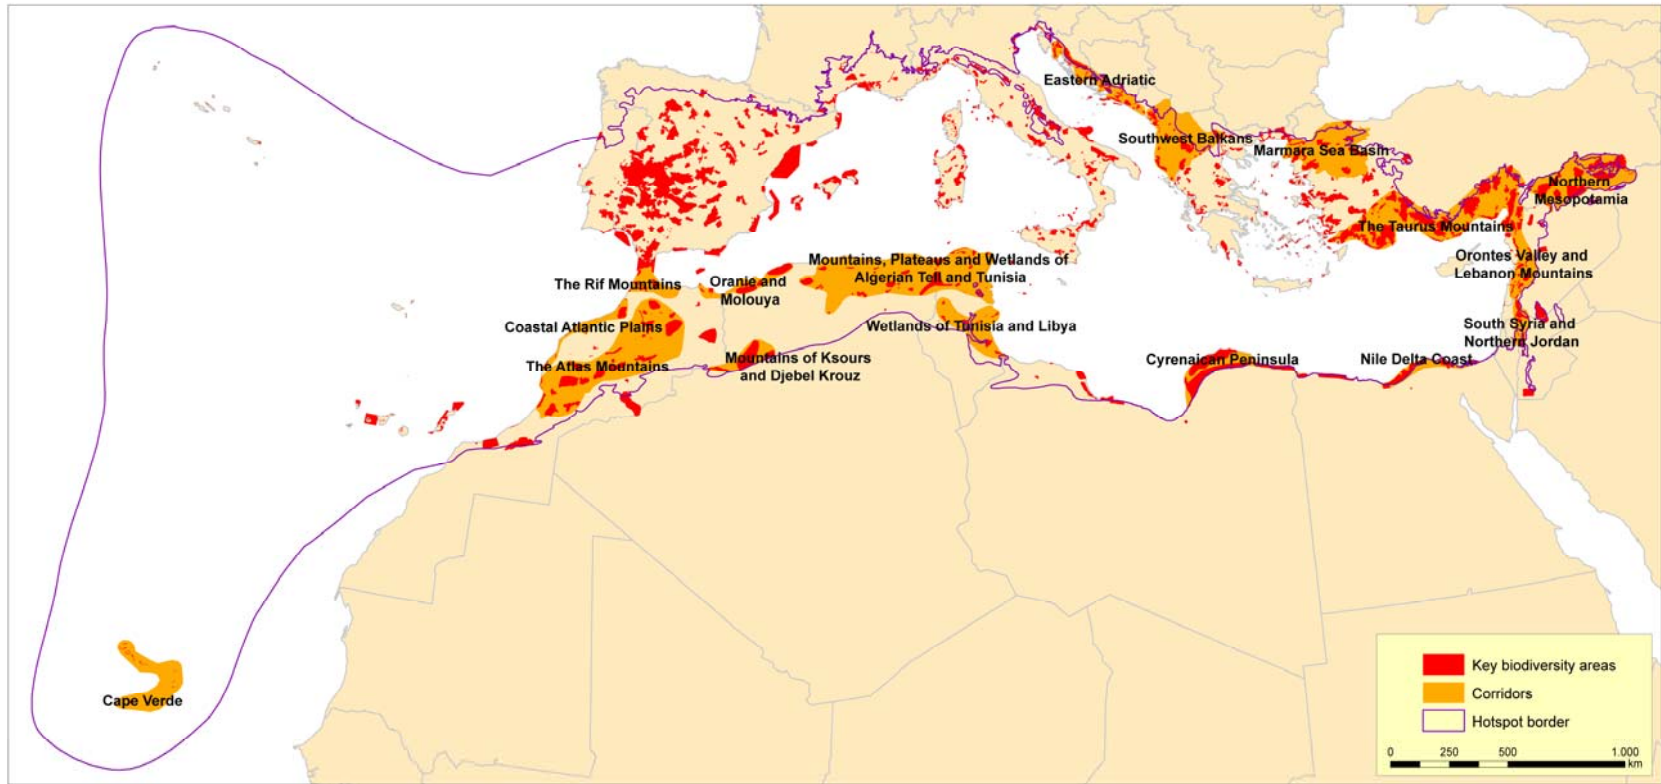 Eastern Adriatic
Southwest Balkans
Marmara Sea Basin
Northern
Mesopotamia
The Taurus Mountains
Orontes Valley and
Lebanon Mountains
Mountains, Plateaus and Wetlands of
Algerian Tell and Tunisia
The Rif Mountains
Oranie and
Molouya
Coastal Atlantic Plains
Wetlands of Tunisia and Libya
South Syria and
Northern Jordan
The Atlas Mountains
Mountains of Ksours
and Djebel Krouz
Cyrenaican Peninsula
Nile Delta Coast
Cape Verde
Key biodiversity areas
Corridors
Hotspot border
0 250 500 1.000
km